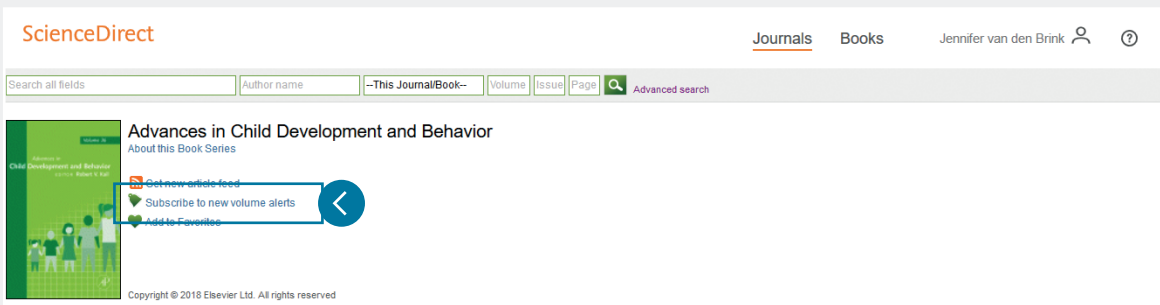 ScienceDirect
Journals Books Jennifer van den Brink
Search all fields Author name --This Journal/Book-- Volume Issue Page Advanced search
Advances in Child Development and Behavior
About this Book Series
Advances in
Child Development and Behavior
Get new article feed
Subscribe to new volume alerts
Add to Favorites
Copyright © 2018 Elsevier Ltd. All rights reserved